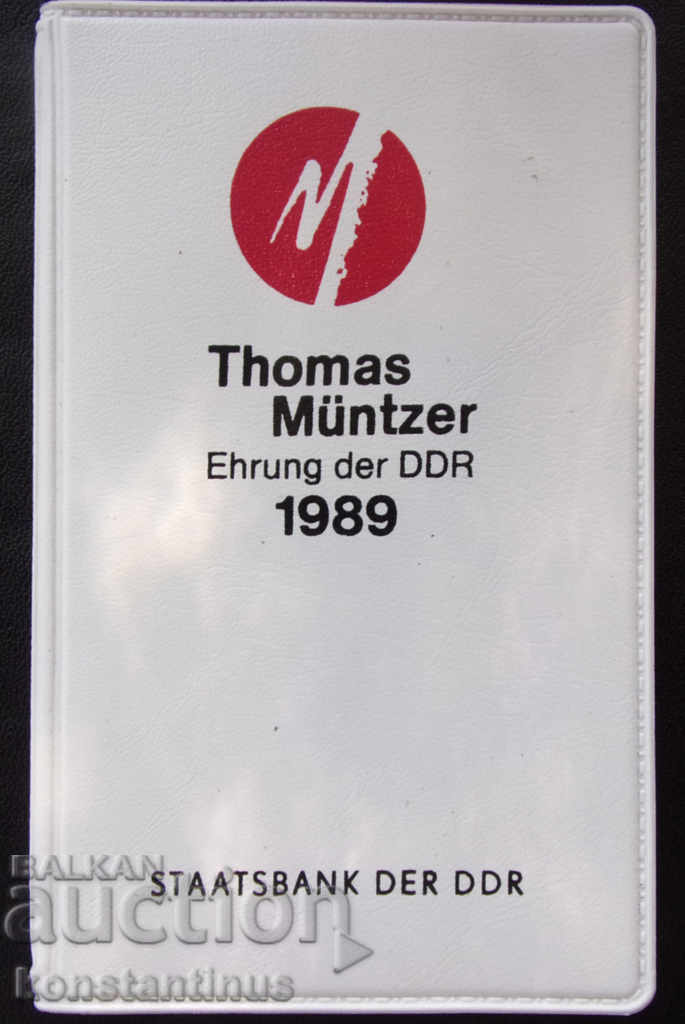 M
Thomas
Müntzer
Ehrung der DDR
1989
STAATSBANK DER DDR
BALKAN
auction
konstantinus